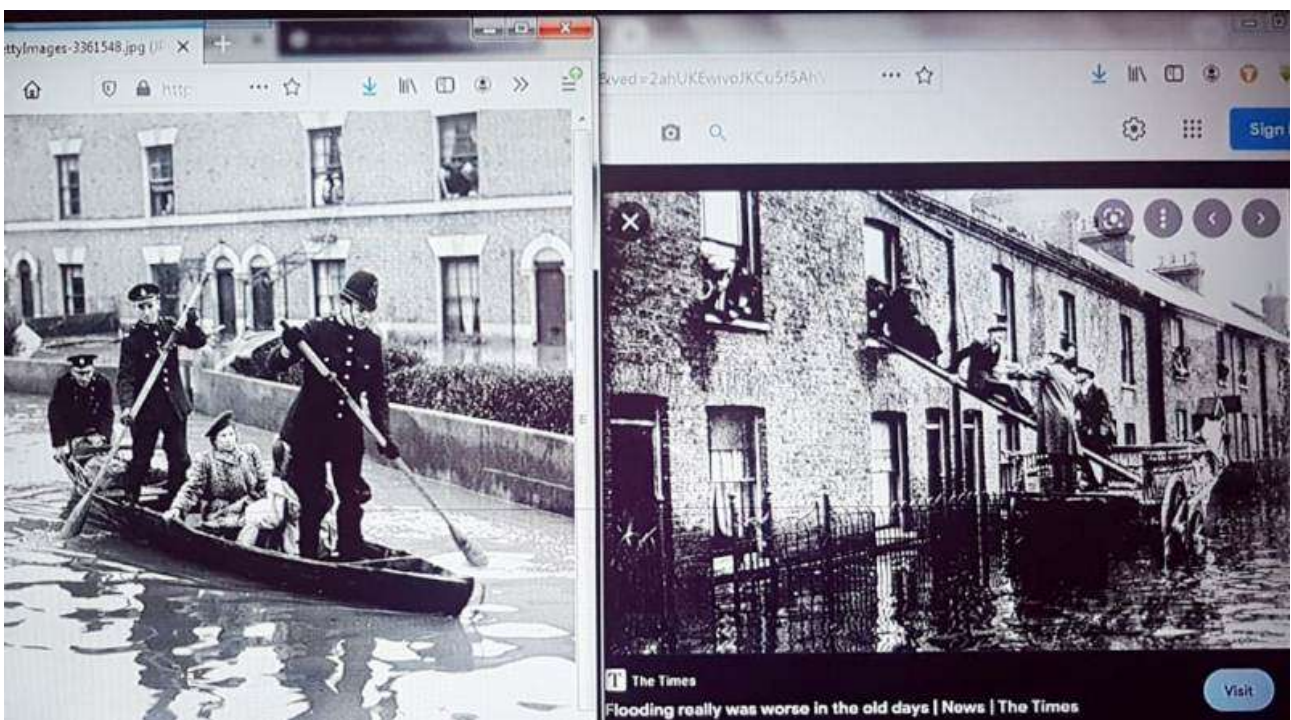 ettyImages-3361548.jpg (JP
http
&ved=2ahUKEwivoJKCu5f5Ah
Sign
T The Times
Flooding really was worse in the old days | News | The Times
Visit